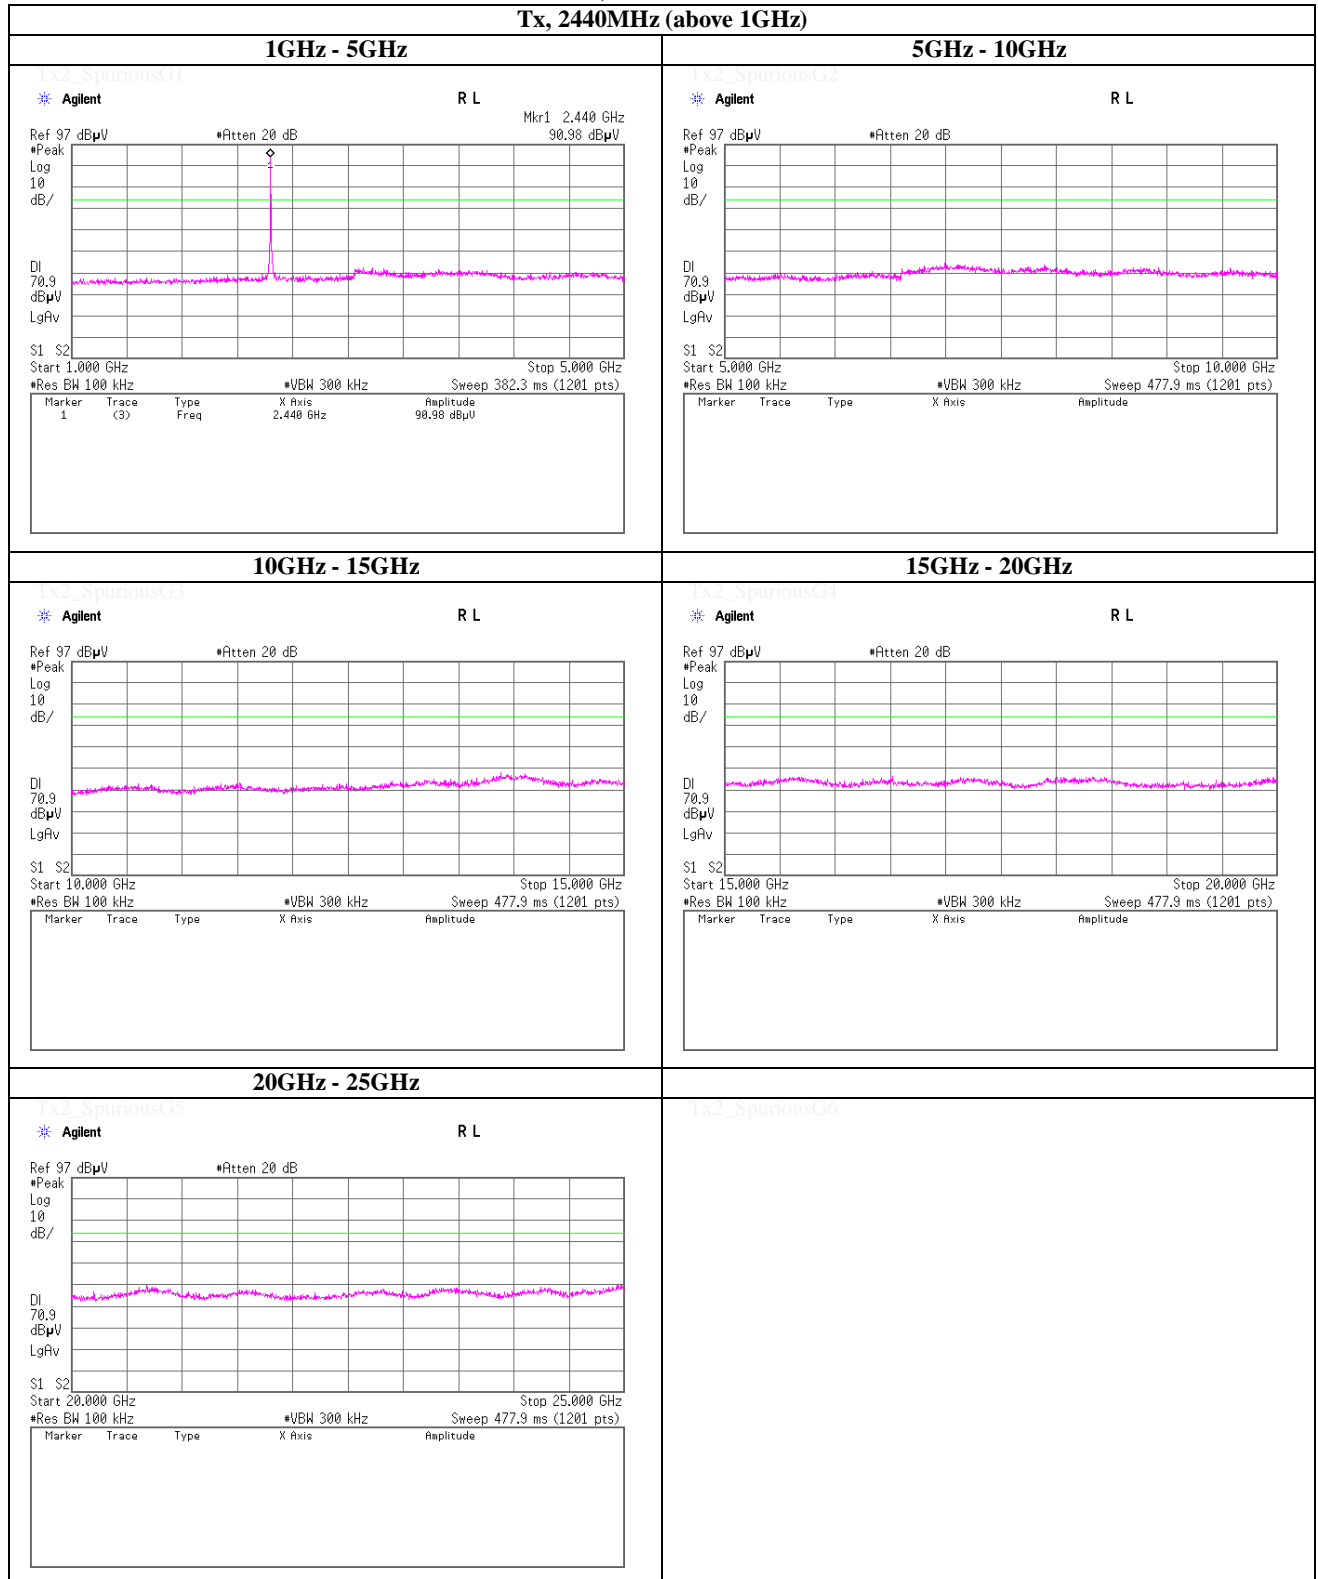 Tx, 2440MHz (above 1GHz)
1GHz - 5GHz
5GHz - 10GHz
Tx2_SpuriousG1
Agilent
R L
Mkr1 2.440 GHz
Ref 97 dBµV
#Atten 20 dB
90.98 dBµV
#Peak
Log
10
dB/
1
DI
70.9
dBµV
LgAv
S1 S2
Start 1.000 GHz
Stop 5.000 GHz
#Res BW 100 kHz
#VBW 300 kHz
Sweep 382.3 ms (1201 pts)
Marker Trace Type X Axis Amplitude
1 (3) Freq 2.440 GHz 90.98 dBµV
Tx2_SpuriousG2
Agilent
R L
Ref 97 dBµV
#Atten 20 dB
#Peak
Log
10
dB/
DI
70.9
dBµV
LgAv
S1 S2
Start 5.000 GHz
Stop 10.000 GHz
#Res BW 100 kHz
#VBW 300 kHz
Sweep 477.9 ms (1201 pts)
Marker Trace Type X Axis Amplitude
10GHz - 15GHz
15GHz - 20GHz
Tx2_SpuriousG3
Agilent
R L
Ref 97 dBµV
#Atten 20 dB
#Peak
Log
10
dB/
DI
70.9
dBµV
LgAv
S1 S2
Start 10.000 GHz
Stop 15.000 GHz
#Res BW 100 kHz
#VBW 300 kHz
Sweep 477.9 ms (1201 pts)
Marker Trace Type X Axis Amplitude
Tx2_SpuriousG4
Agilent
R L
Ref 97 dBµV
#Atten 20 dB
#Peak
Log
10
dB/
DI
70.9
dBµV
LgAv
S1 S2
Start 15.000 GHz
Stop 20.000 GHz
#Res BW 100 kHz
#VBW 300 kHz
Sweep 477.9 ms (1201 pts)
Marker Trace Type X Axis Amplitude
20GHz - 25GHz
Tx2_SpuriousG5
Agilent
R L
Ref 97 dBµV
#Atten 20 dB
#Peak
Log
10
dB/
DI
70.9
dBµV
LgAv
S1 S2
Start 20.000 GHz
Stop 25.000 GHz
#Res BW 100 kHz
#VBW 300 kHz
Sweep 477.9 ms (1201 pts)
Marker Trace Type X Axis Amplitude
Tx2_SpuriousG6